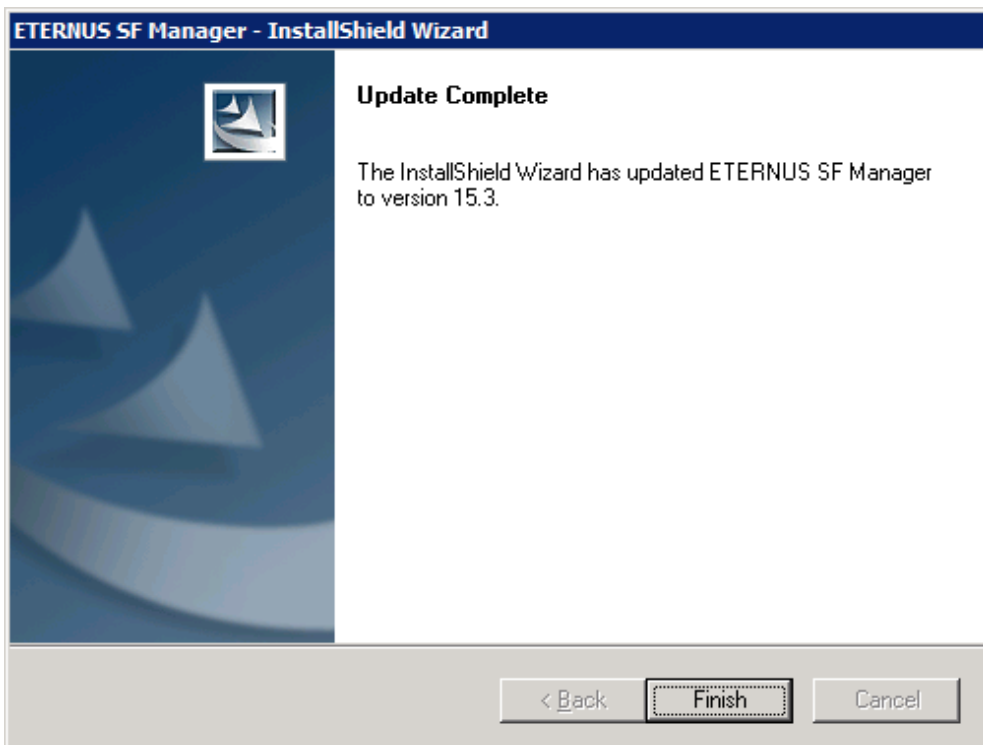 ETERNUS SF Manager - InstallShield Wizard
Update Complete
The InstallShield Wizard has updated ETERNUS SF Manager
to version 15.3.
< Back
Finish
Cancel